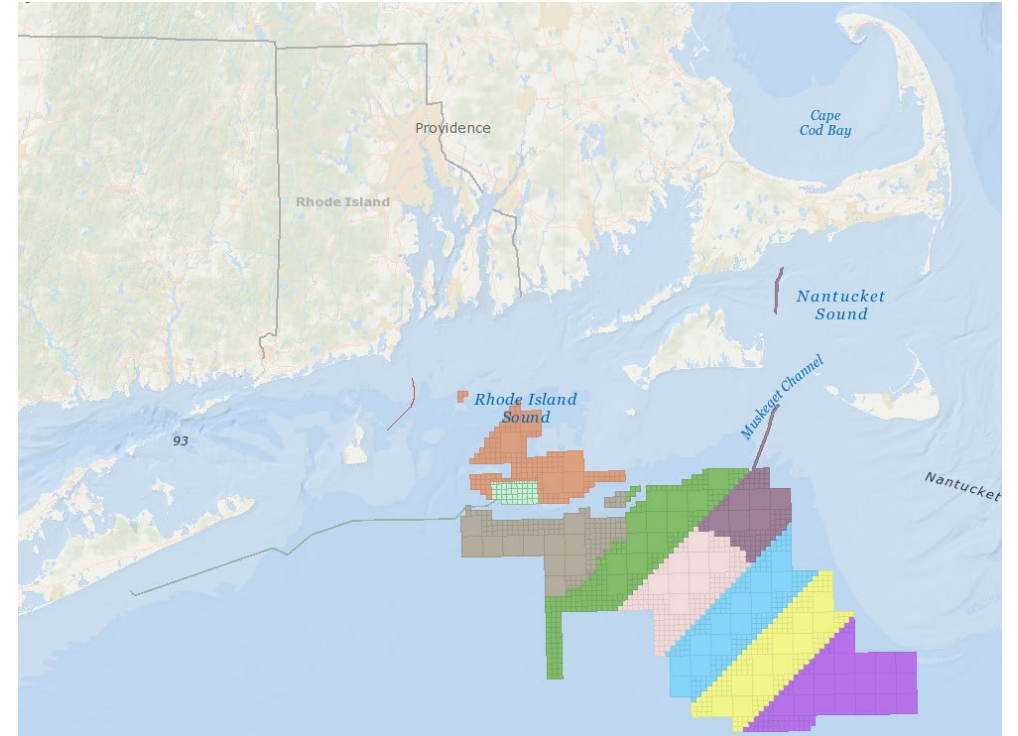 Cape
Cod Bay
Providence
Rhode Island
Nantucket
Sound
Muskeget Channel
Rhode Island
Sound
93
Nantucket